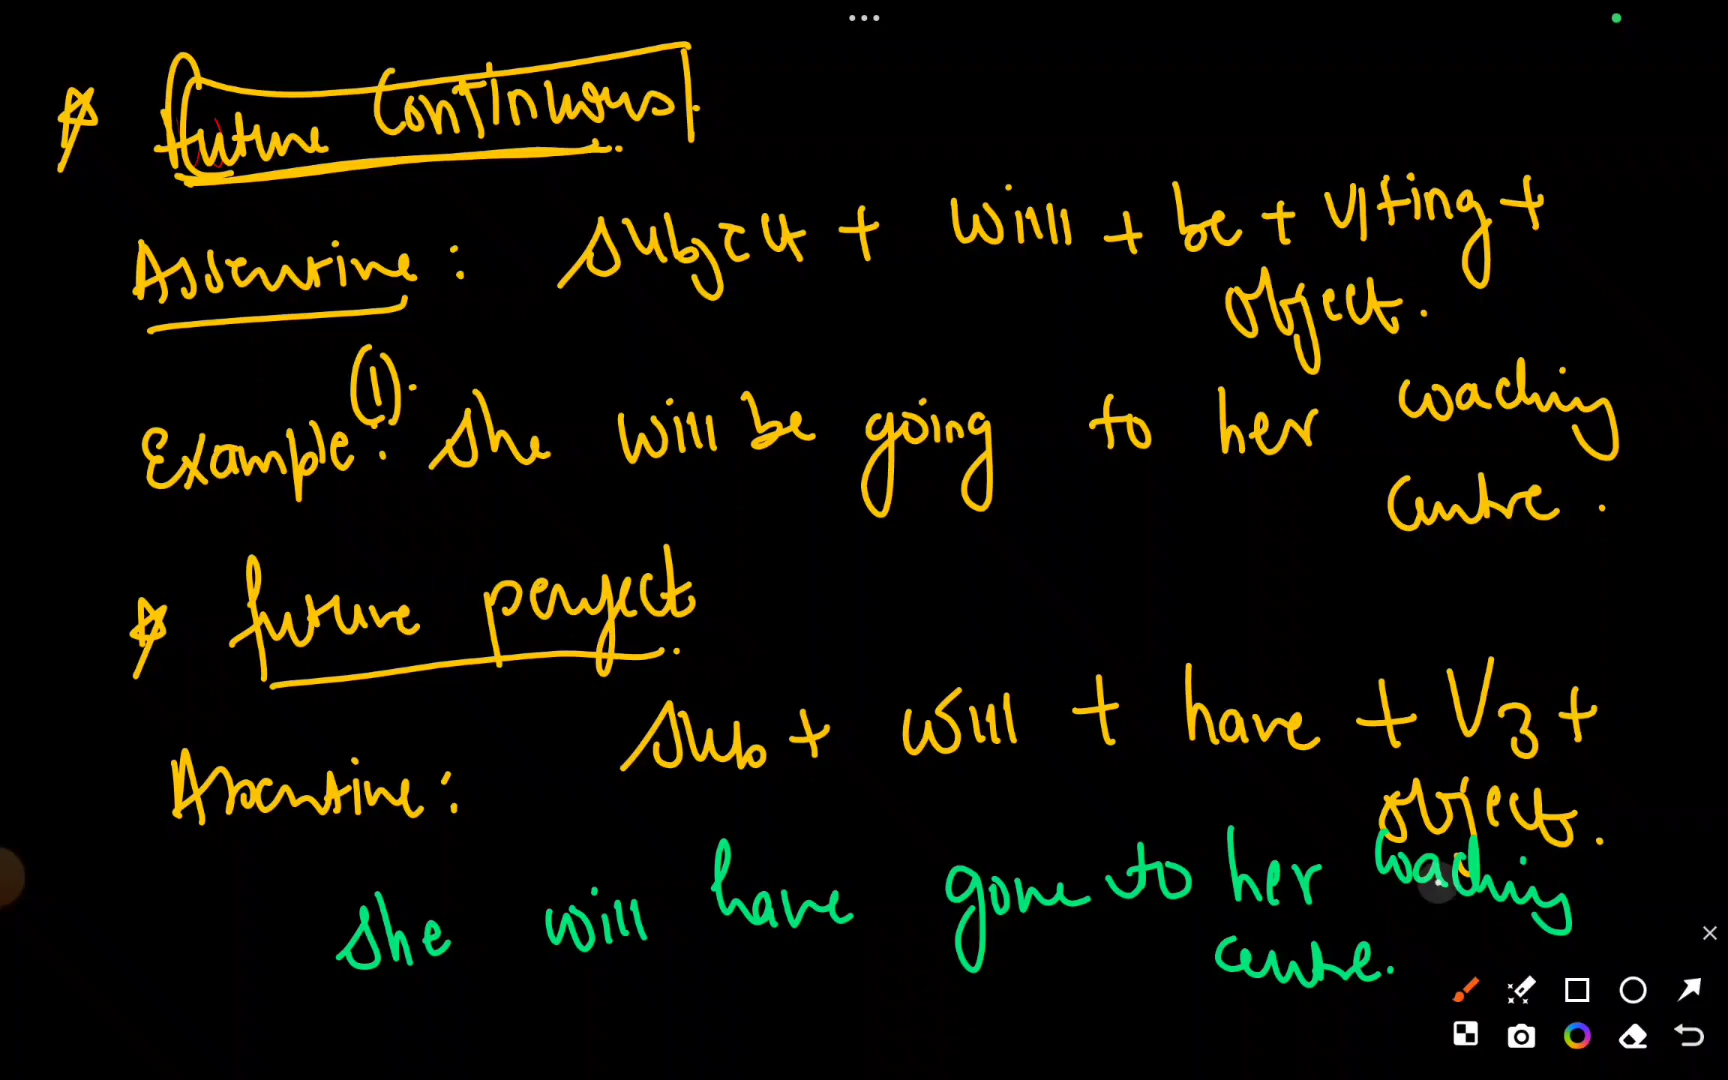 Future Continuous.
Assertive : Subject + will + be + V1+ing +
object.
Example : (1). She will be going to her coaching
centre.
future perfect.
Assertive : Sub + will + have + V3 +
object.
She will have gone to her coaching
centre.